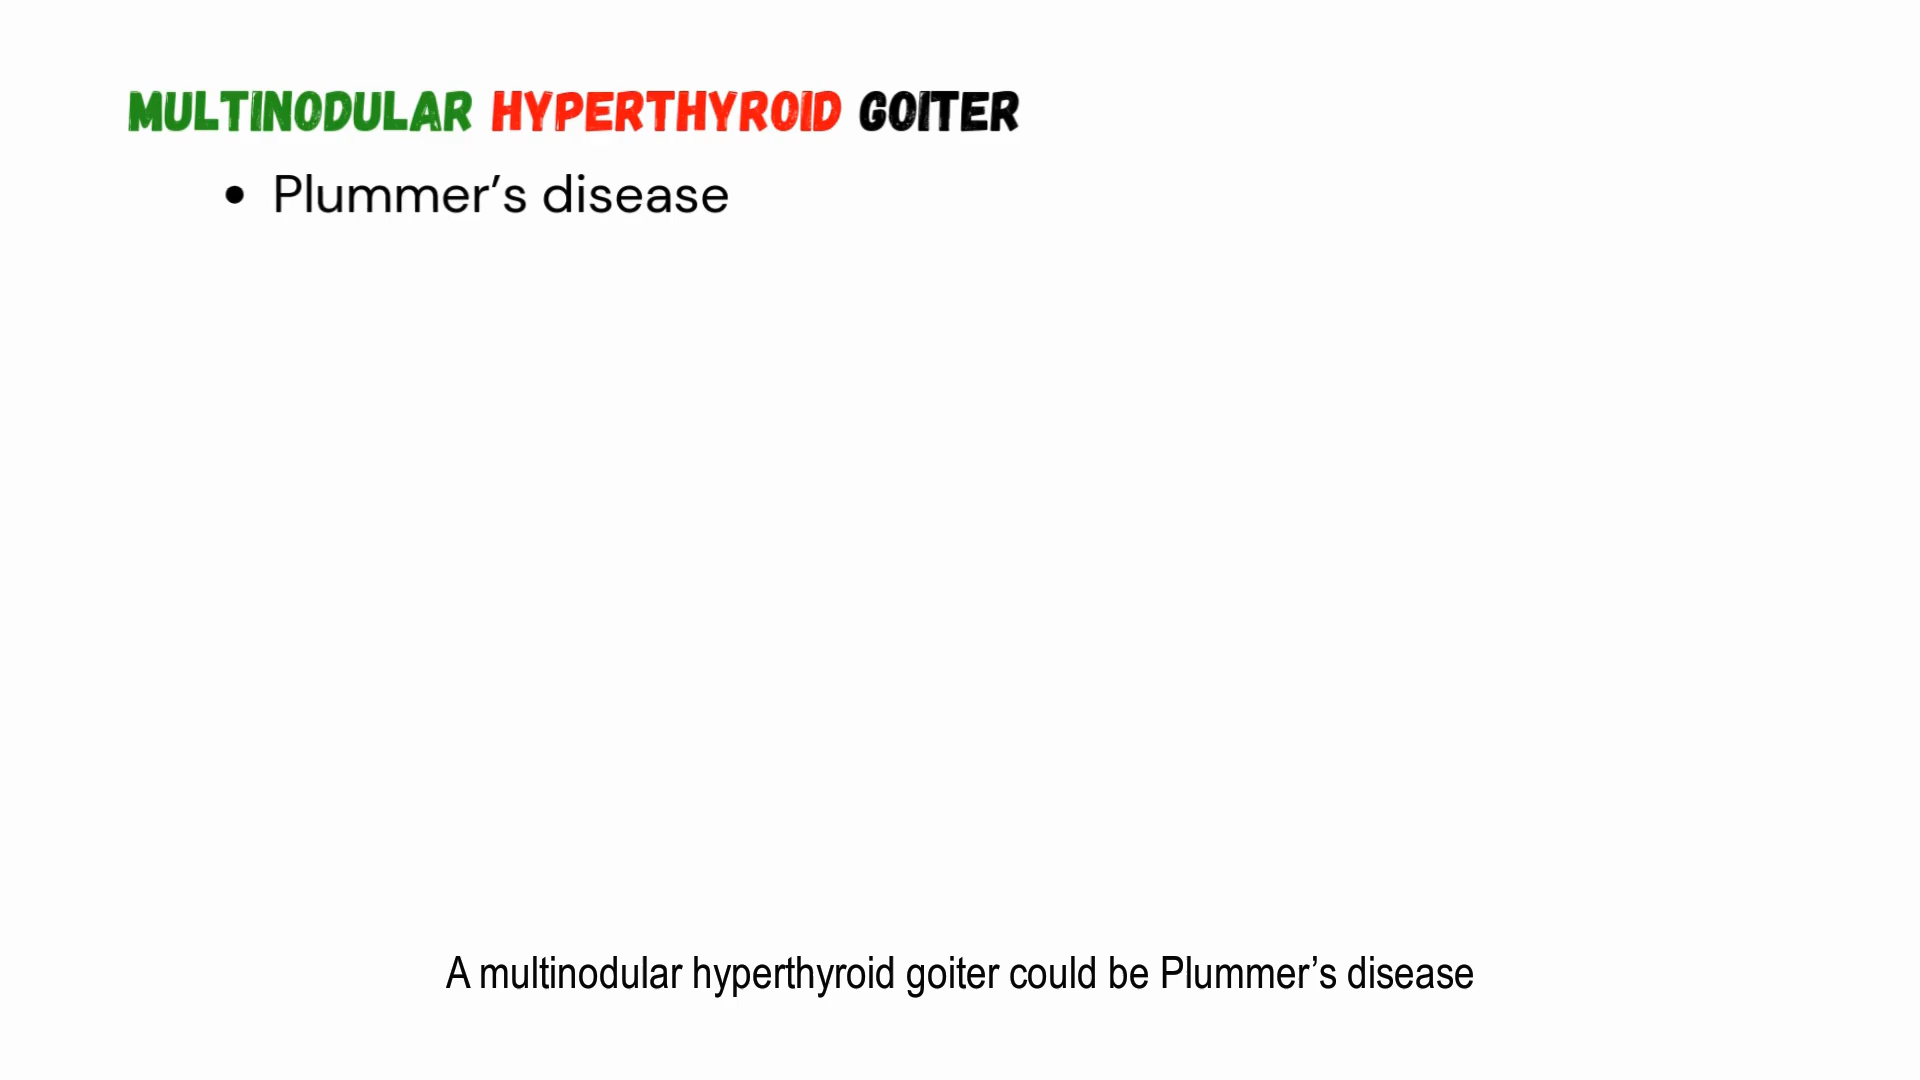 MULTINODULAR HYPERTHYROID GOITER
• Plummer’s disease
A multinodular hyperthyroid goiter could be Plummer’s disease